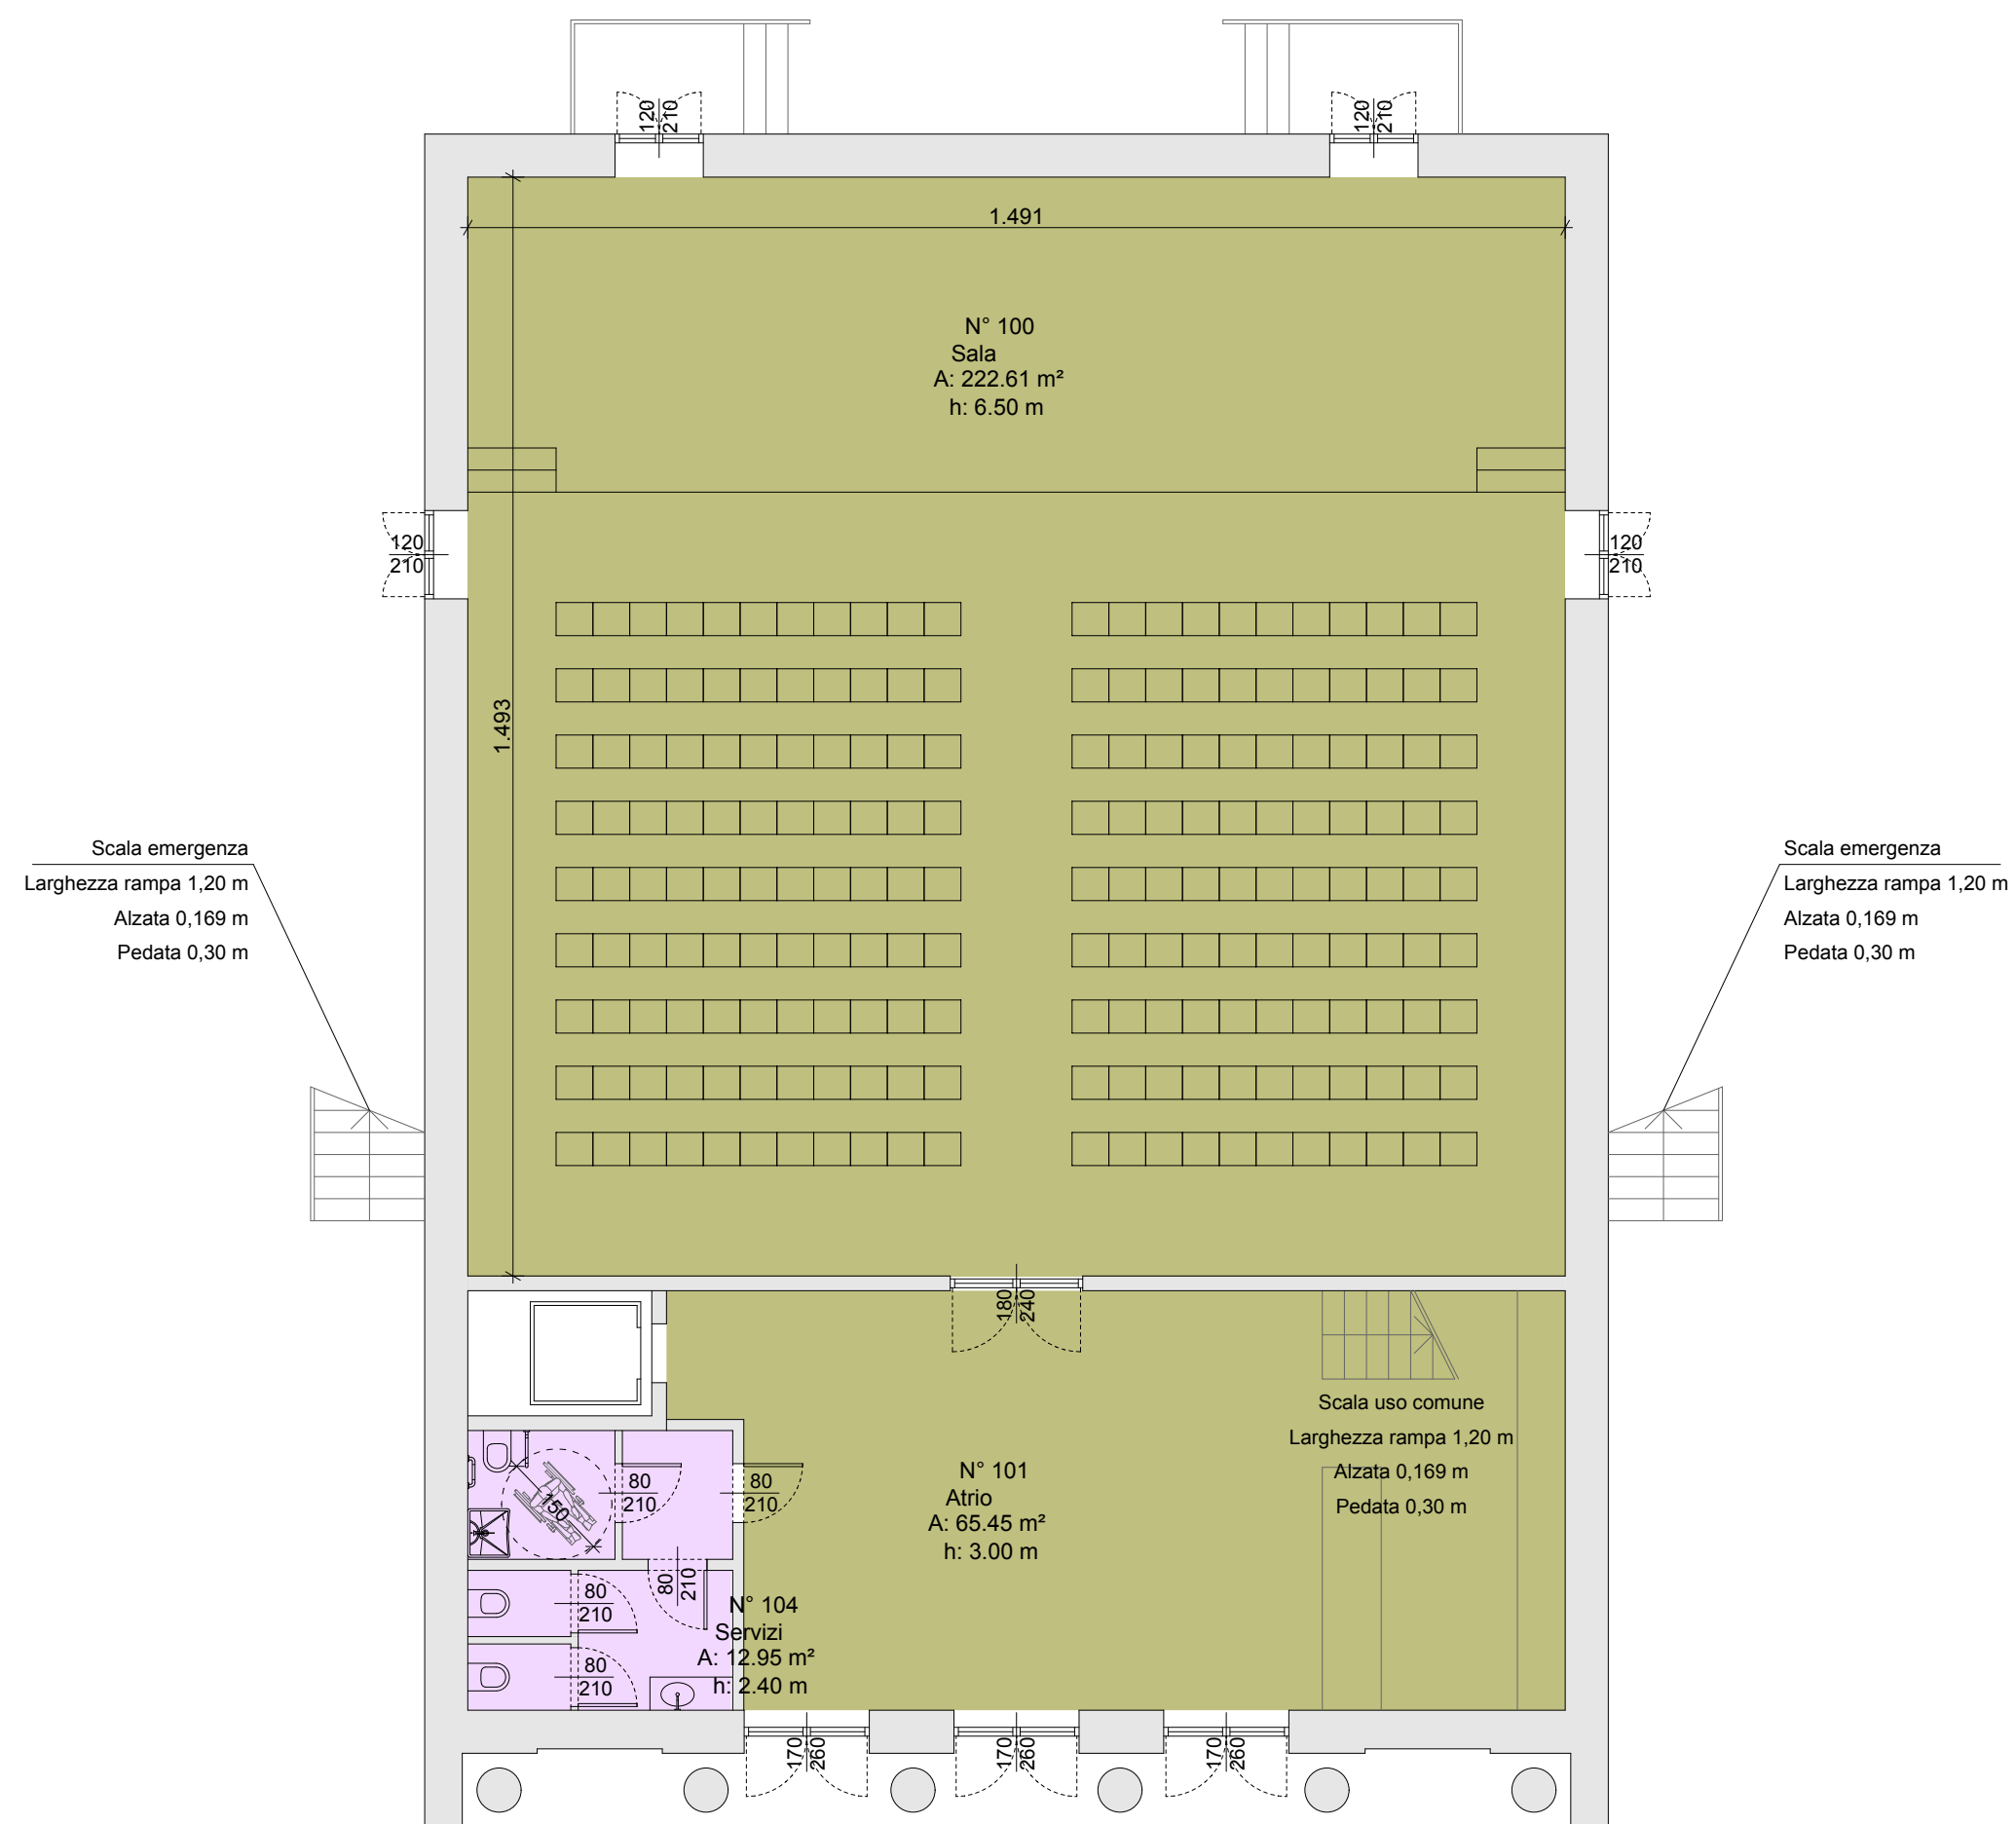 120
210
120
210
1.491
N° 100
Sala
A: 222.61 m²
h: 6.50 m
120
210
120
210
1.493
Scala emergenza
Larghezza rampa 1,20 m
Alzata 0,169 m
Pedata 0,30 m
Scala emergenza
Larghezza rampa 1,20 m
Alzata 0,169 m
Pedata 0,30 m
180
240
Scala uso comune
Larghezza rampa 1,20 m
Alzata 0,169 m
Pedata 0,30 m
N° 101
Atrio
A: 65.45 m²
h: 3.00 m
150
80
210
80
210
80
210
80
210
80
210
N° 104
Servizi
A: 12.95 m²
h: 2.40 m
170
260
170
260
170
260